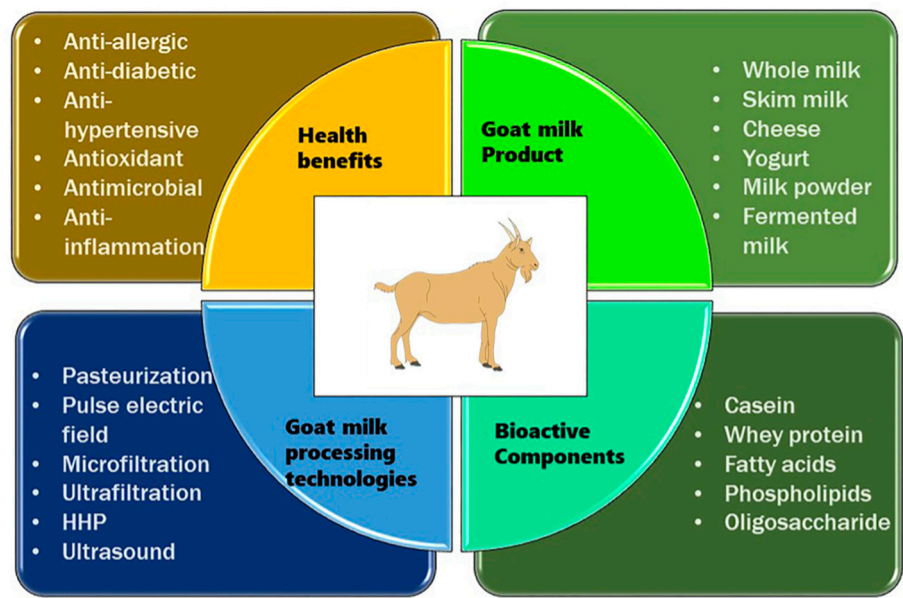 • Anti-allergic
• Anti-diabetic
• Anti-
hypertensive
• Antioxidant
• Antimicrobial
• Anti-
inflammation
Health
benefits
Goat milk
Product
• Whole milk
• Skim milk
• Cheese
• Yogurt
• Milk powder
• Fermented
milk
• Pasteurization
• Pulse electric
field
• Microfiltration
• Ultrafiltration
• HHP
• Ultrasound
Goat milk
processing
technologies
Bioactive
Components
• Casein
• Whey protein
• Fatty acids
• Phospholipids
• Oligosaccharide